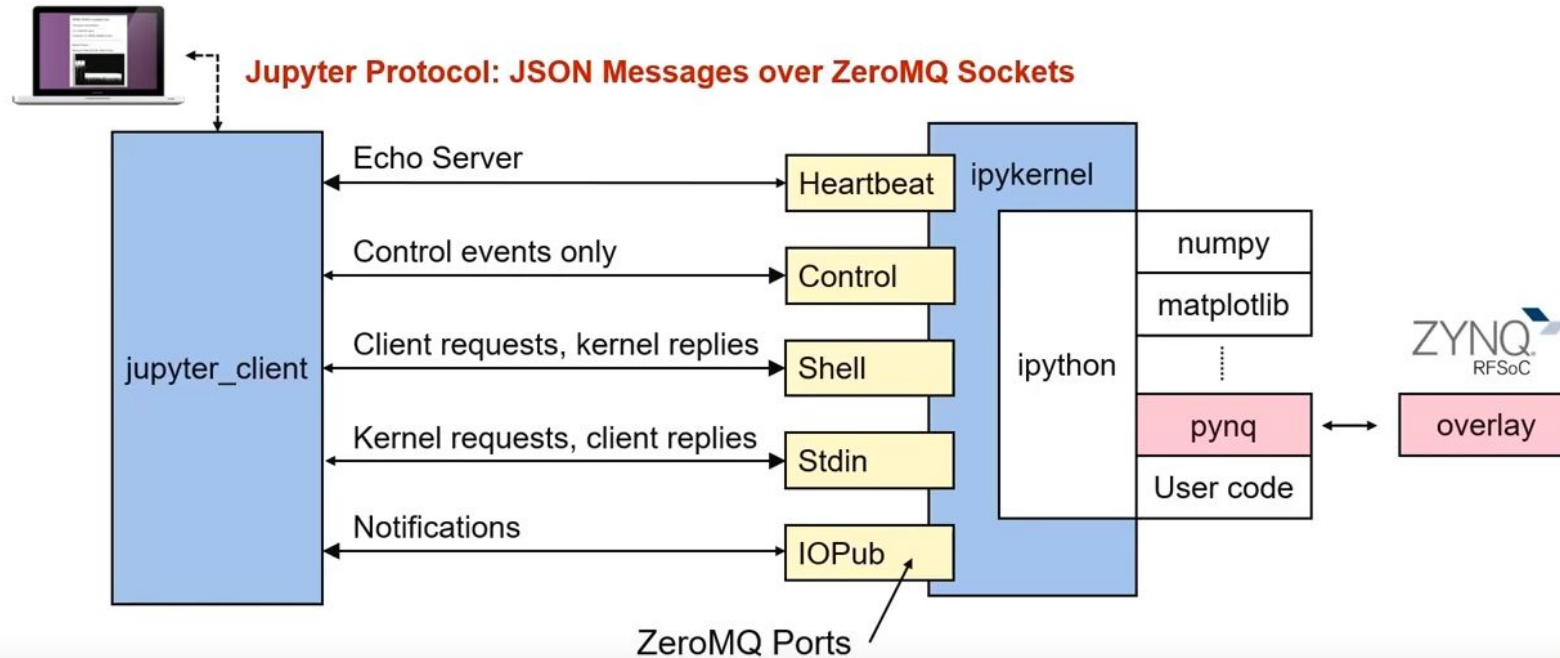 Jupyter Protocol: JSON Messages over ZeroMQ Sockets
Echo Server
Heartbeat
ipykernel
Control events only
Control
numpy
matplotlib
Client requests, kernel replies
jupyter_client
Shell
ipython
ZYNQ
RFSoC
Kernel requests, client replies
Stdin
pynq
overlay
User code
Notifications
IOPub
ZeroMQ Ports